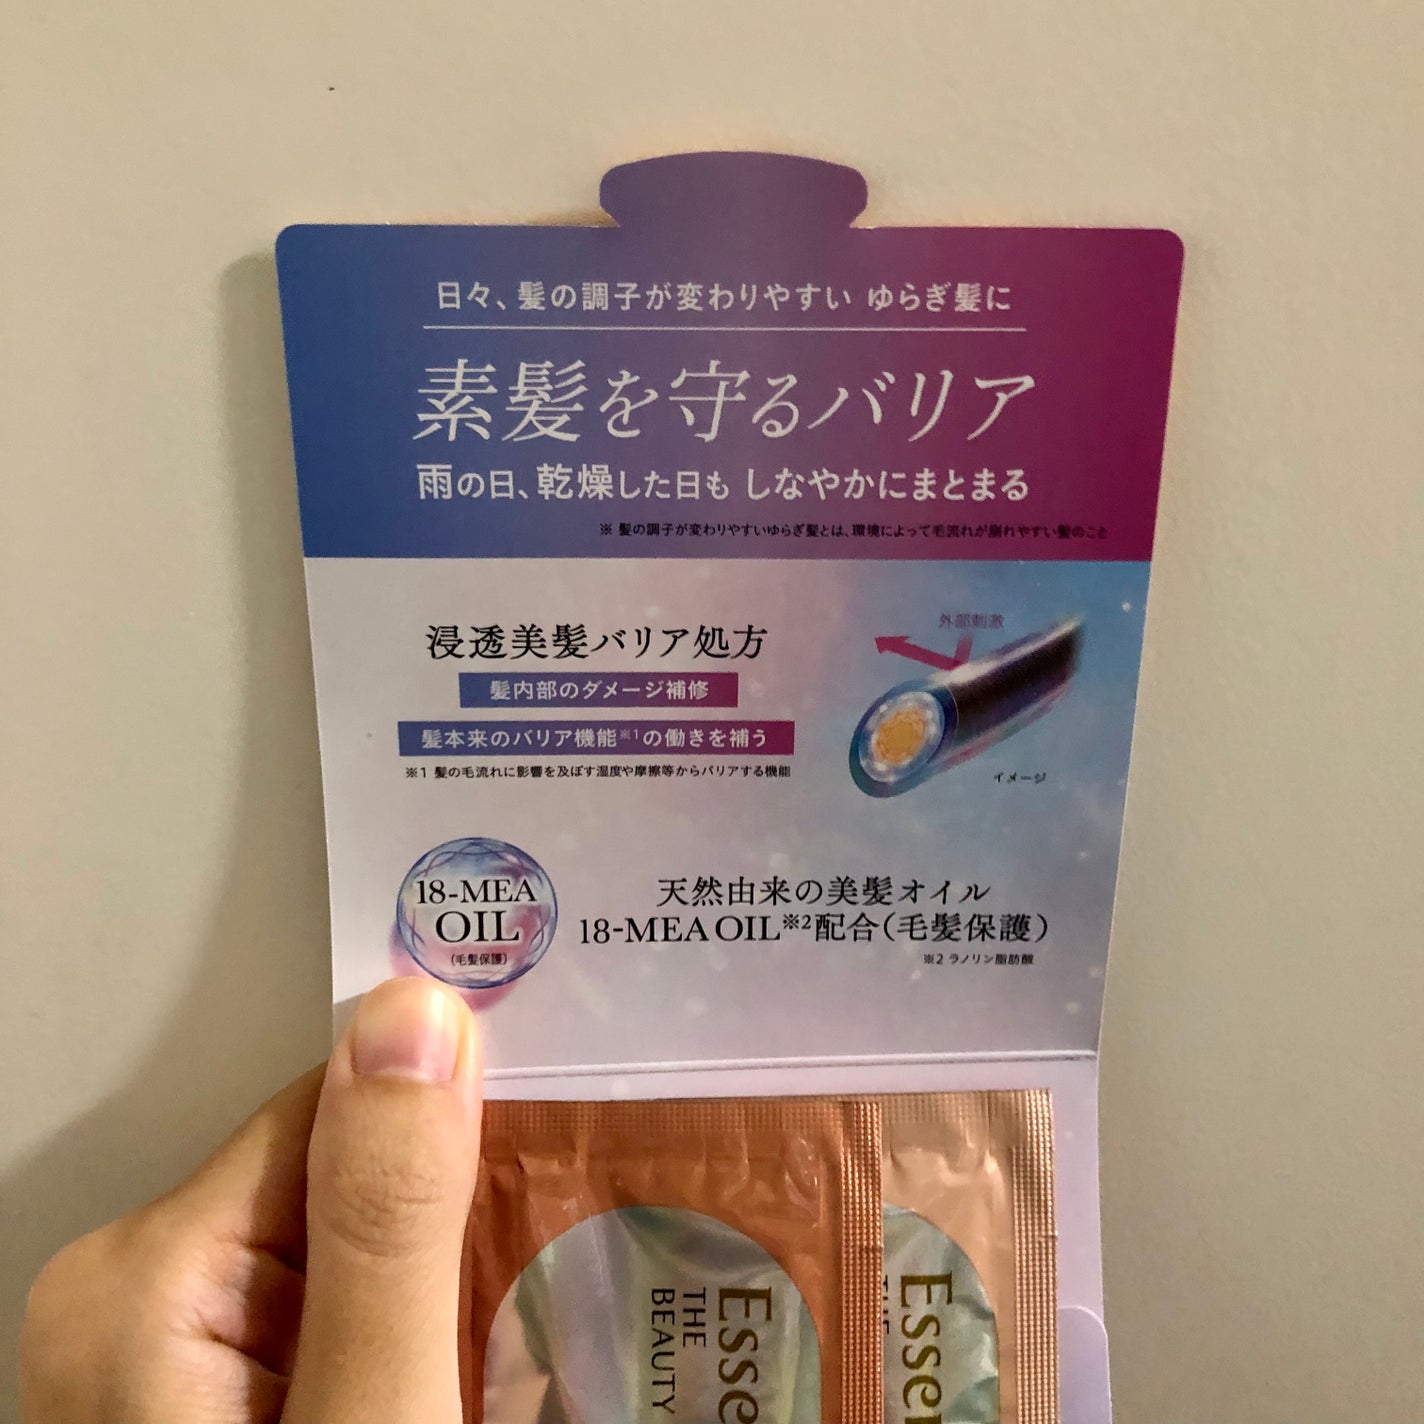 日々、髪の調子が変わりやすい ゆらぎ髪に
素髪を守るバリア
雨の日、乾燥した日も しなやかにまとまる
※ 髪の調子が変わりやすいゆらぎ髪とは、環境によって毛流れが崩れやすい髪のこと
浸透美髪バリア処方
髪内部のダメージ補修
髪本来のバリア機能※1の働きを補う
※1 髪の毛流れに影響を及ぼす湿度や摩擦等からバリアする機能
外部刺激
イメージ
18-MEA
OIL
(毛髪保護)
天然由来の美髪オイル
18-MEA OIL※2配合(毛髪保護)
※2 ラノリン脂肪酸
Esse
THE
BEAUTY
Esse
THE